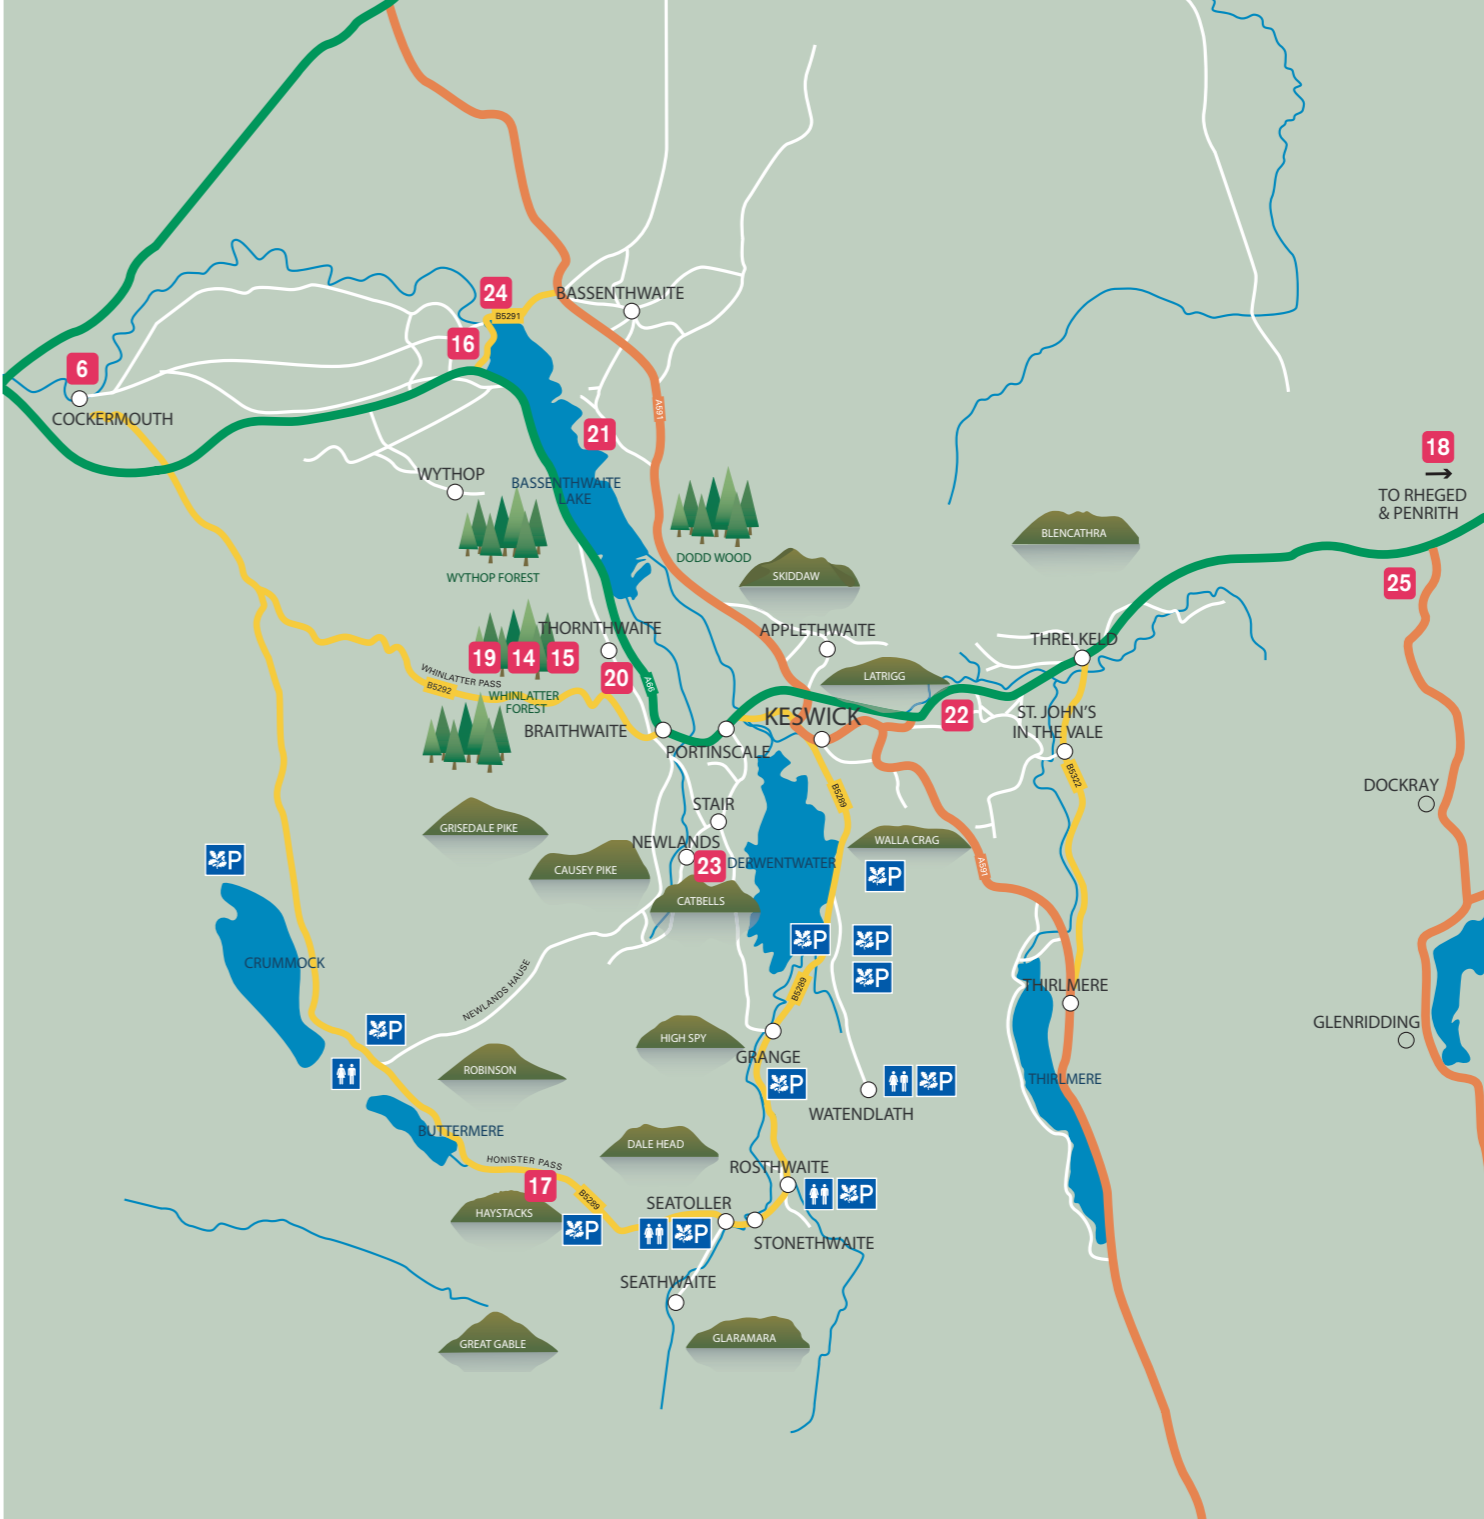 24
BASSENTHWAITE
B5291
16
6
COCKERMOUTH
A591
21
18
TO RHEGED
& PENRITH
WYTHOP
BASSENTHWAITE
LAKE
BLENCATHRA
DODD WOOD
WYTHOP FOREST
SKIDDAW
25
THORNTHWAITE
APPLETHWAITE
THRELKELD
19
14
15
20
WHINLATTER PASS
B5292
A66
LATRIGG
WHINLATTER
FOREST
22
ST. JOHN'S
IN THE VALE
KESWICK
BRAITHWAITE
PORTINSCALE
B5322
DOCKRAY
B5289
STAIR
GRISEDALE PIKE
NEWLANDS
WALLA CRAG
23
DERWENTWATER
CAUSEY PIKE
A591
P
P
CATBELLS
P
P
P
CRUMMOCK
NEWLANDS HAUSE
B5289
THIRLMERE
GLENRIDDING
P
HIGH SPY
GRANGE
ROBINSON
P
P
THIRLMERE
WATENDLATH
BUTTERMERE
DALE HEAD
HONISTER PASS
ROSTHWAITE
17
B5289
P
HAYSTACKS
SEATOLLER
P
P
STONETHWAITE
SEATHWAITE
GREAT GABLE
GLARAMARA